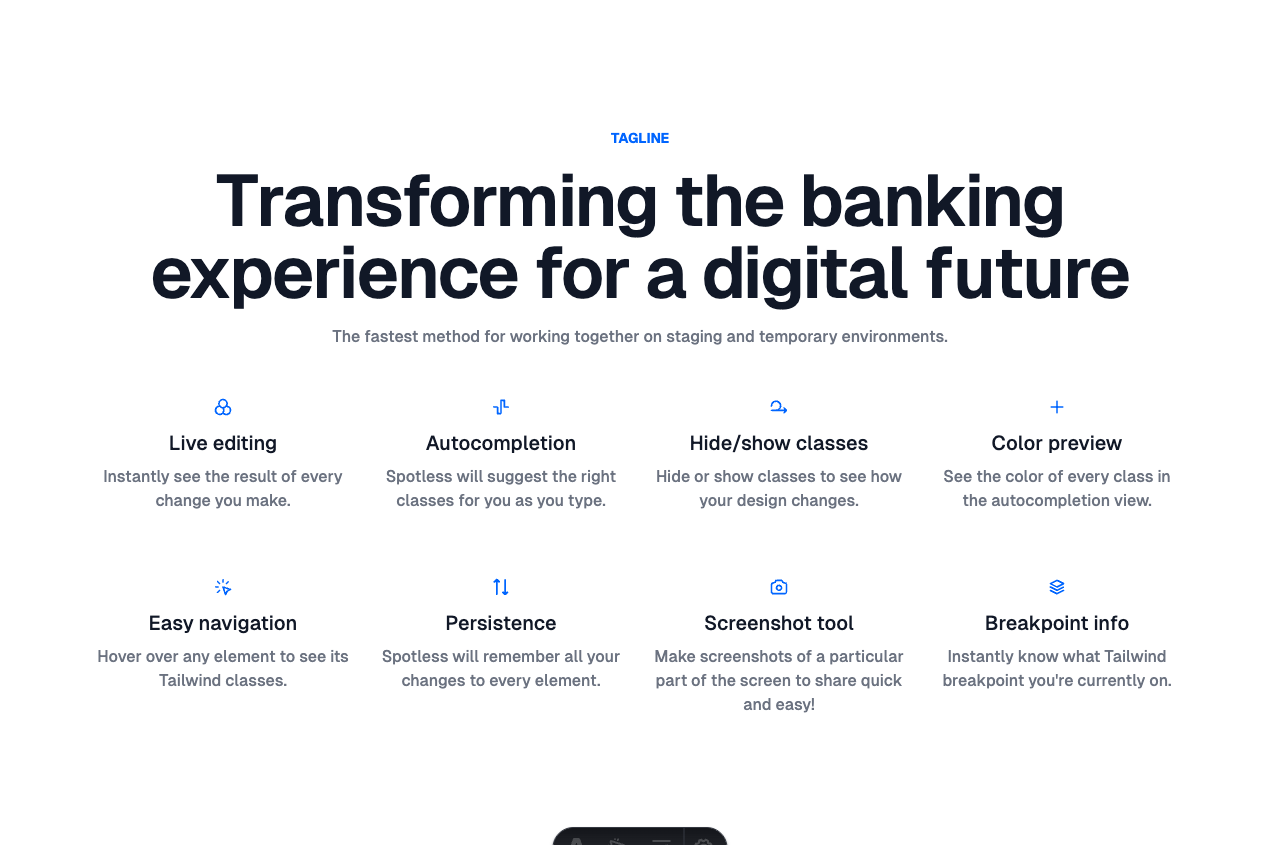 TAGLINE
Transforming the banking
experience for a digital future
The fastest method for working together on staging and temporary environments.
Live editing
Instantly see the result of every
change you make.
Autocompletion
Spotless will suggest the right
classes for you as you type.
Hide/show classes
Hide or show classes to see how
your design changes.
Color preview
See the color of every class in
the autocompletion view.
Easy navigation
Hover over any element to see its
Tailwind classes.
Persistence
Spotless will remember all your
changes to every element.
Screenshot tool
Make screenshots of a particular
part of the screen to share quick
and easy!
Breakpoint info
Instantly know what Tailwind
breakpoint you're currently on.